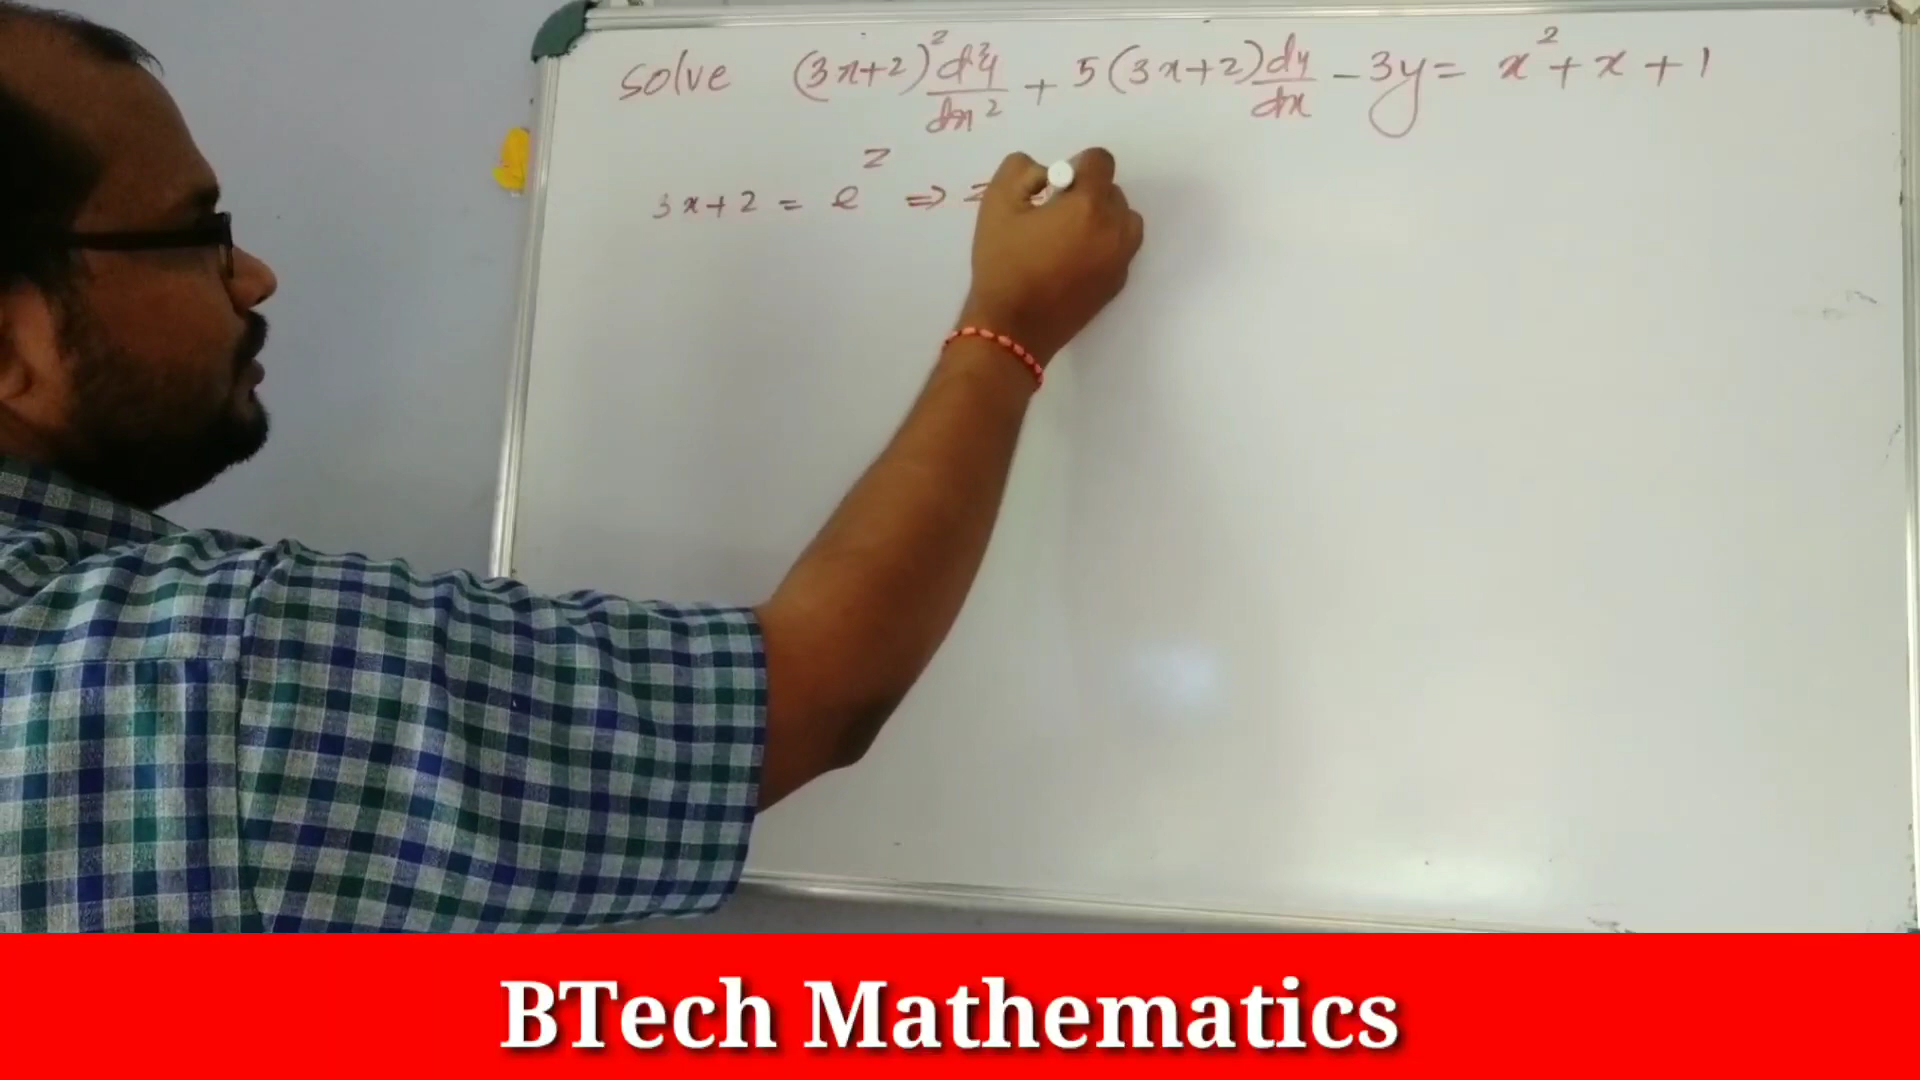 solve (3x+2)² d²y/dx² + 5(3x+2) dy/dx - 3y = x² + x + 1
3x+2 = e^z ⇒ z
BTech Mathematics